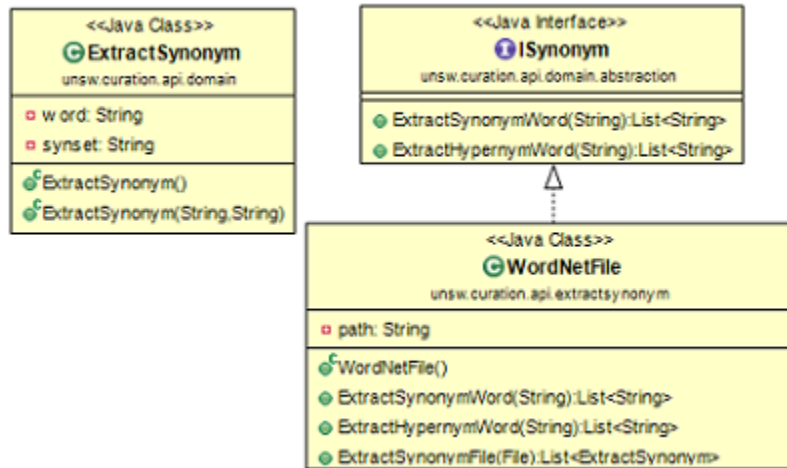 <<Java Class>>
ExtractSynonym
unsw.curation.api.domain
word: String
synset: String
ExtractSynonym()
ExtractSynonym(String,String)
<<Java Interface>>
ISynonym
unsw.curation.api.domain.abstraction
ExtractSynonymWord(String):List<String>
ExtractHypernymWord(String):List<String>
<<Java Class>>
WordNetFile
unsw.curation.api.extractsynonym
path: String
WordNetFile()
ExtractSynonymWord(String):List<String>
ExtractHypernymWord(String):List<String>
ExtractSynonymFile(File):List<ExtractSynonym>